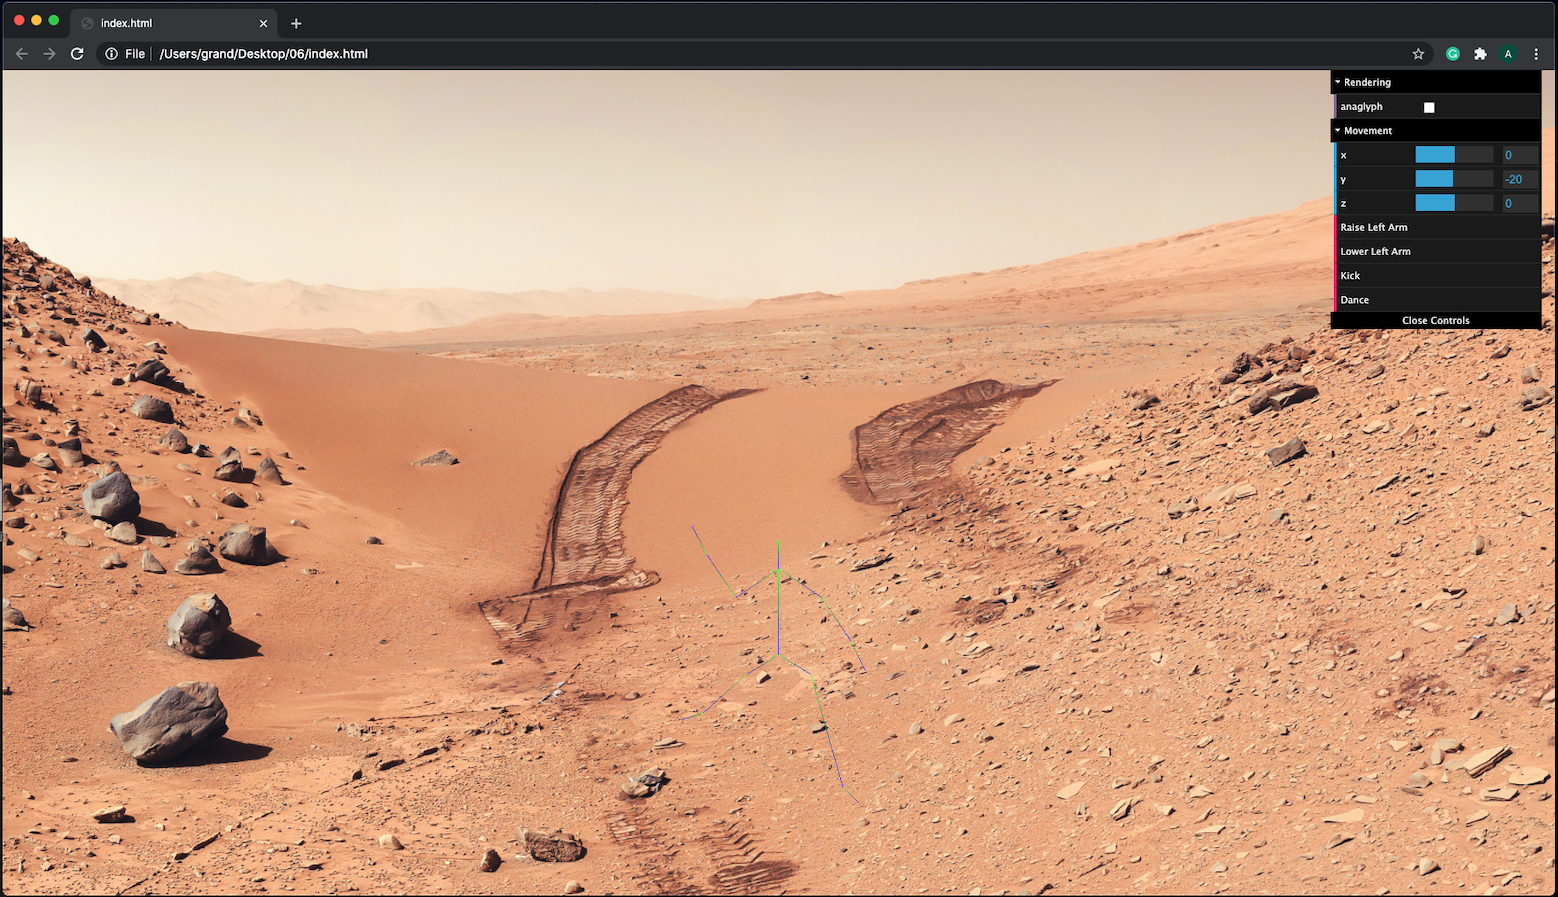 index.html
File /Users/grand/Desktop/06/index.html
A
Rendering
anaglyph
Movement
x 0
y -20
z 0
Raise Left Arm
Lower Left Arm
Kick
Dance
Close Controls